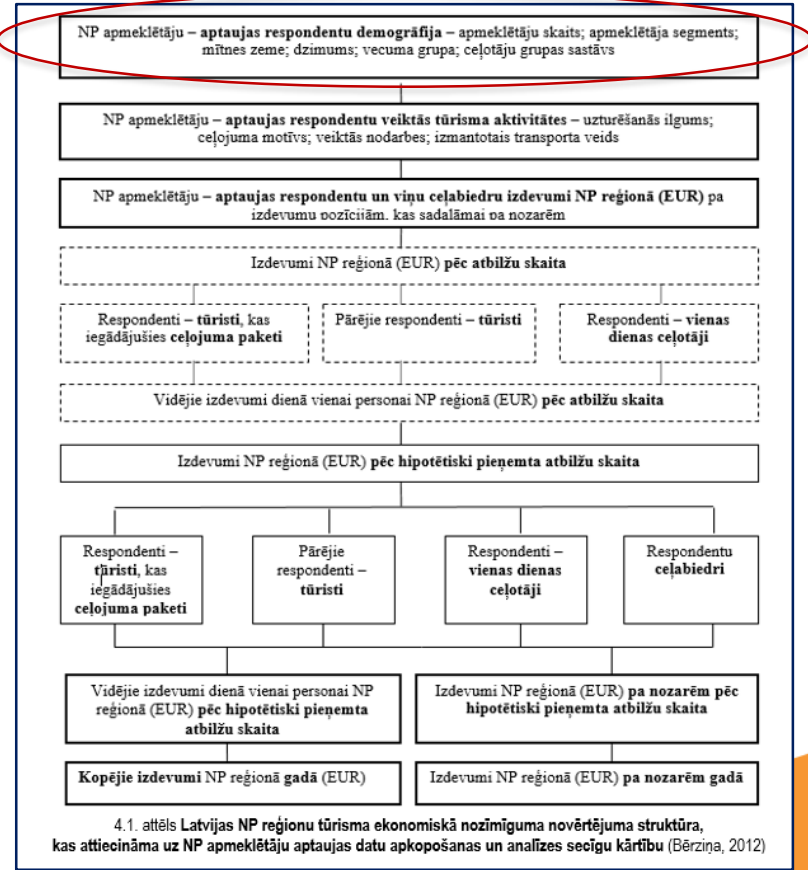 NP apmeklētāju – aptaujas respondentu demogrāfija – apmeklētāju skaits; apmeklētāja segments;
mītnes zeme; dzimums; vecuma grupa; ceļotāju grupas sastāvs
NP apmeklētāju – aptaujas respondentu veiktās tūrisma aktivitātes – uzturēšanās ilgums;
ceļojuma motīvs; veiktās nodarbes; izmantotais transporta veids
NP apmeklētāju – aptaujas respondentu un viņu ceļabiedru izdevumi NP reģionā (EUR) pa
izdevumu pozīcijām, kas sadalāmai pa nozarēm
Izdevumi NP reģionā (EUR) pēc atbilžu skaita
Respondenti – tūristi, kas
iegādājušies ceļojuma paketi
Pārējie respondenti – tūristi
Respondenti – vienas
dienas ceļotāji
Vidējie izdevumi dienā vienai personai NP reģionā (EUR) pēc atbilžu skaita
Izdevumi NP reģionā (EUR) pēc hipotētiski pieņemta atbilžu skaita
Respondenti –
tūristi, kas
iegādājušies
ceļojuma paketi
Pārējie
respondenti –
tūristi
Respondenti –
vienas dienas
ceļotāji
Respondentu
ceļabiedri
Vidējie izdevumi dienā vienai personai NP
reģionā (EUR) pēc hipotētiski pieņemta
atbilžu skaita
Izdevumi NP reģionā (EUR) pa nozarēm pēc
hipotētiski pieņemta atbilžu skaita
Kopējie izdevumi NP reģionā gadā (EUR)
Izdevumi NP reģionā (EUR) pa nozarēm gadā
4.1. attēls Latvijas NP reģionu tūrisma ekonomiskā nozīmīguma novērtējuma struktūra,
kas attiecināma uz NP apmeklētāju aptaujas datu apkopošanas un analīzes secīgu kārtību (Bērziņa, 2012)